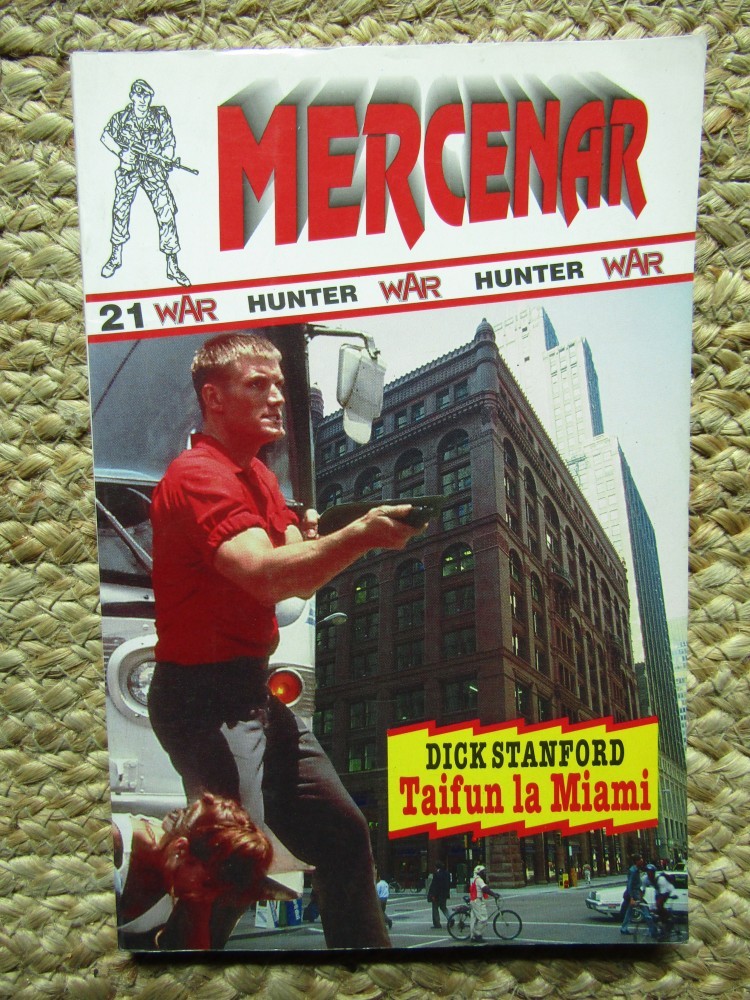 MERCENAR
21 WAR HUNTER WAR HUNTER WAR
DICK STANFORD
Taifun la Miami